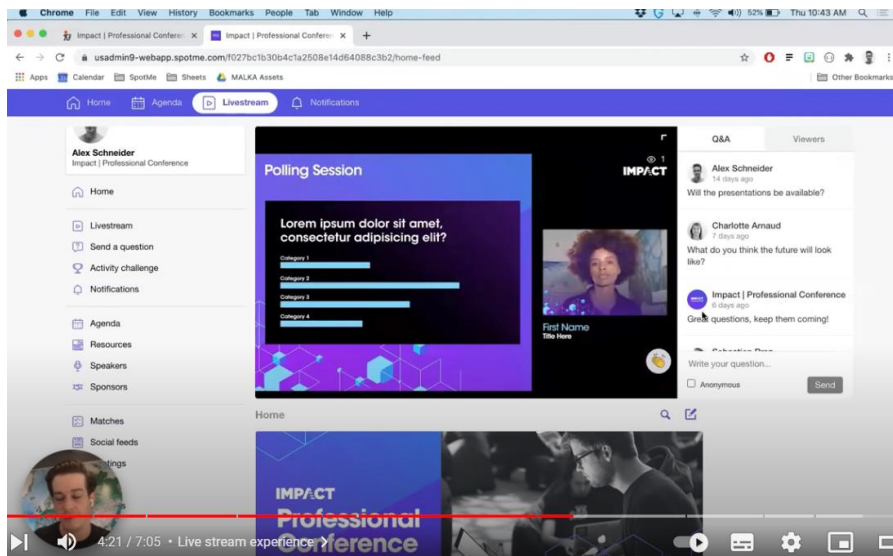 Chrome File Edit View History Bookmarks People Tab Window Help
52% Thu 10:43 AM
Impact | Professional Conferen
Impact | Professional Conferen
usadmin9-webapp.spotme.com/f027bc1b30b4c1a2508e14d64088c3b2/home-feed
Apps Calendar SpotMe Sheets MALKA Assets Other Bookmarks
Home Agenda Livestream Notifications
Alex Schneider
Impact | Professional Conference
Home
Livestream
Send a question
Activity challenge
Notifications
Agenda
Resources
Speakers
Sponsors
Matches
Social feeds
Polling Session
1
IMPACT
Lorem ipsum dolor sit amet,
consectetur adipisicing elit?
Category 1
Category 2
Category 3
Category 4
First Name
Title Here
Q&A Viewers
Alex Schneider
14 days ago
Will the presentations be available?
Charlotte Arnaud
7 days ago
What do you think the future will look
like?
Impact | Professional Conference
6 days ago
Great questions, keep them coming!
Write your question...
Anonymous Send
Home
IMPACT
Professional
Conference
4:21 / 7:05 • Live stream experience